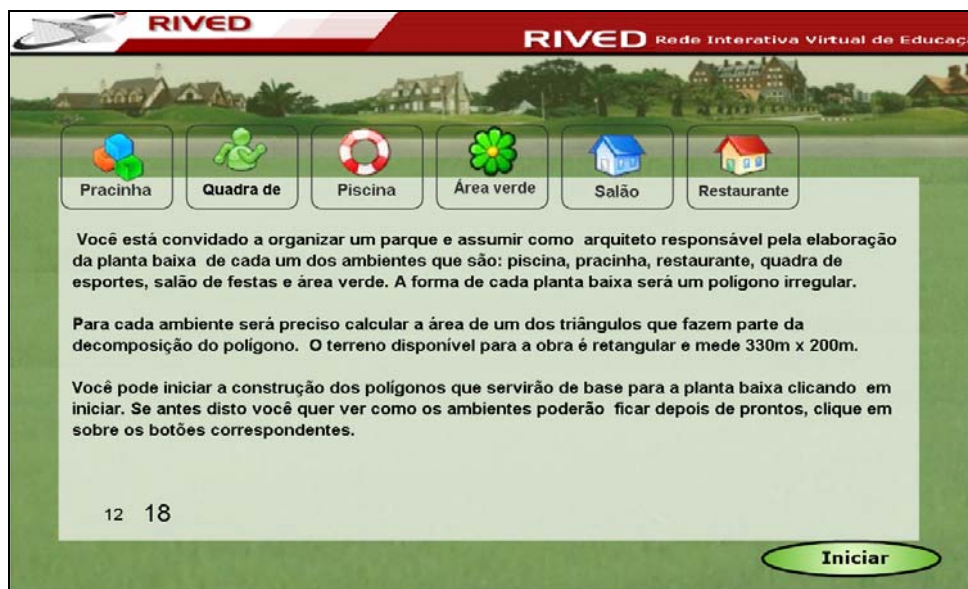 RIVED
RIVED Rede Interativa Virtual de Educaç
Pracinha
Quadra de
Piscina
Área verde
Salão
Restaurante
Você está convidado a organizar um parque e assumir como arquiteto responsável pela elaboração
da planta baixa de cada um dos ambientes que são: piscina, pracinha, restaurante, quadra de
esportes, salão de festas e área verde. A forma de cada planta baixa será um polígono irregular.
Para cada ambiente será preciso calcular a área de um dos triângulos que fazem parte da
decomposição do polígono. O terreno disponível para a obra é retangular e mede 330m x 200m.
Você pode iniciar a construção dos polígonos que servirão de base para a planta baixa clicando em
iniciar. Se antes disto você quer ver como os ambientes poderão ficar depois de prontos, clique em
sobre os botões correspondentes.
12 18
Iniciar